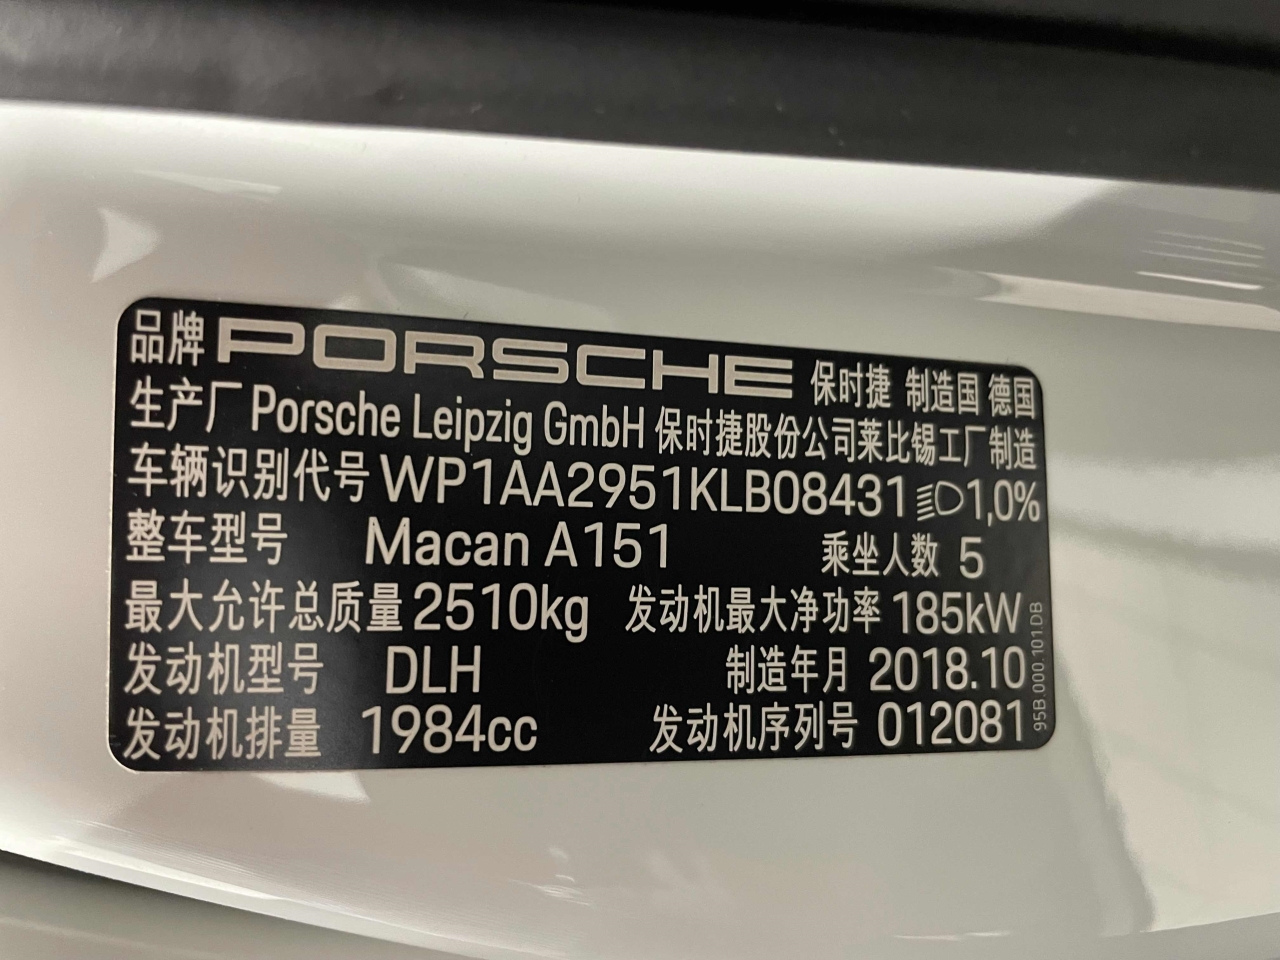 品牌 PORSCHE 保时捷 制造国 德国
生产厂 Porsche Leipzig GmbH 保时捷股份公司莱比锡工厂制造
车辆识别代号 WP1AA2951KLB08431 1,0%
整车型号 Macan A151 乘坐人数 5
最大允许总质量 2510kg 发动机最大净功率 185kW
发动机型号 DLH 制造年月 2018.10
发动机排量 1984cc 发动机序列号 012081
95B.000.101.DB